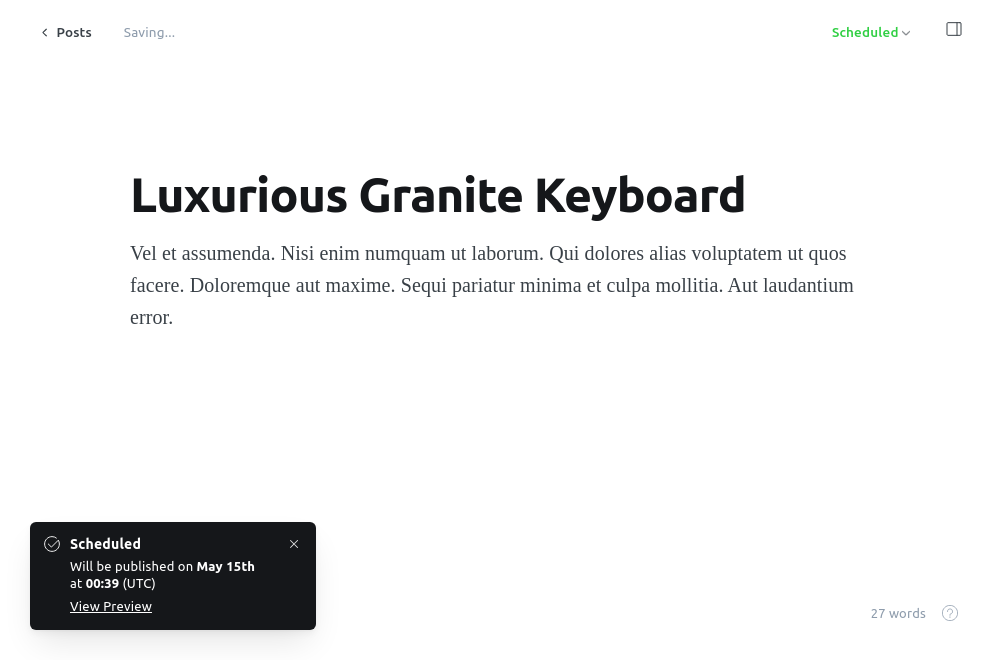 Posts
Saving...
Scheduled
Luxurious Granite Keyboard
Vel et assumenda. Nisi enim numquam ut laborum. Qui dolores alias voluptatem ut quos
facere. Doloremque aut maxime. Sequi pariatur minima et culpa mollitia. Aut laudantium
error.
Scheduled
Will be published on May 15th
at 00:39 (UTC)
View Preview
27 words
?